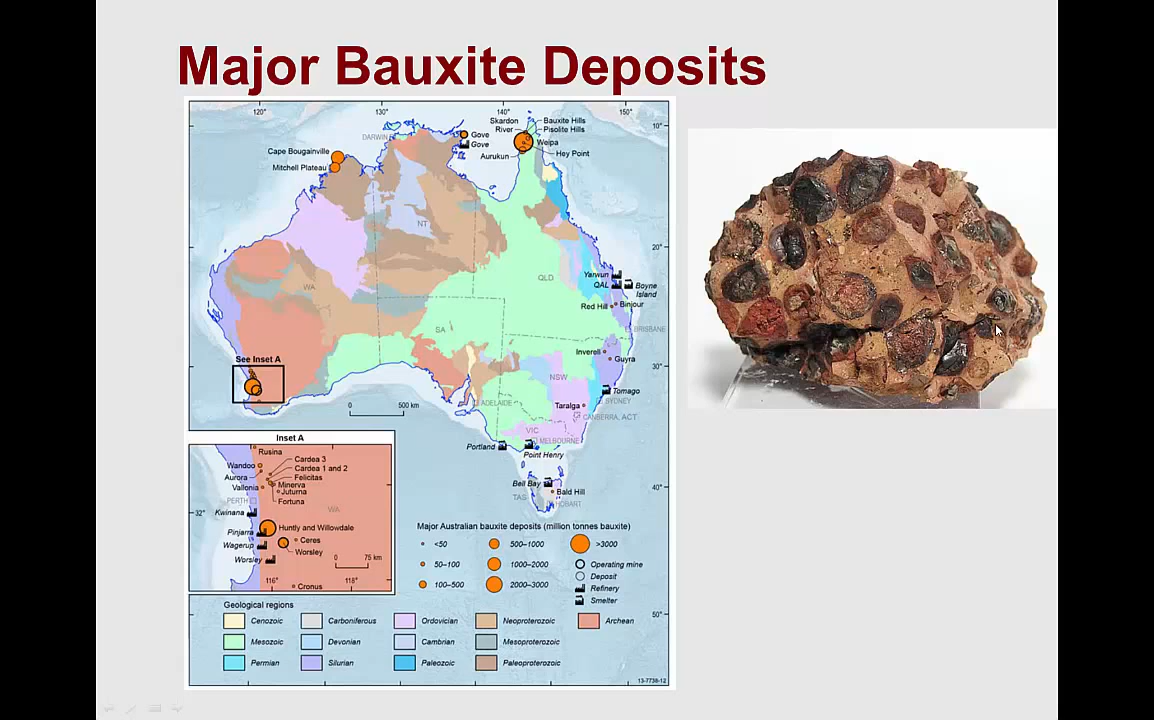 Major Bauxite Deposits
120°
130°
140°
150°
10°
20°
30°
40°
50°
DARWIN
Gove
Gove
Skardon
River
Bauxite Hills
Pisolite Hills
Weipa
Hey Point
Aurukun
Cape Bougainville
Mitchell Plateau
NT
WA
QLD
SA
Yarwun
QAL
Boyne
Island
Red Hill
Binjour
BRISBANE
Inverell
Guyra
NSW
Tomago
SYDNEY
Taralga
CANBERRA, ACT
ADELAIDE
VIC
MELBOURNE
Portland
Point Henry
Bell Bay
Bald Hill
TAS
HOBART
See Inset A
0
500 km
Inset A
Rusina
Wandoo
Cardea 3
Cardea 1 and 2
Aurora
Felicitas
Vallonia
Minerva
Juturna
Fortuna
PERTH
WA
Kwinana
32°
Huntly and Willowdale
Pinjarra
Ceres
Wagerup
Worsley
Worsley
0
75 km
116°
118°
Cronus
Major Australian bauxite deposits (million tonnes bauxite)
<50
500-1000
>3000
50-100
1000-2000
Operating mine
100-500
2000-3000
Deposit
Refinery
Smelter
Geological regions
Cenozoic
Carboniferous
Ordovician
Neoproterozoic
Archean
Mesozoic
Devonian
Cambrian
Mesoproterozoic
Permian
Silurian
Paleozoic
Paleoproterozoic
13-7738-12